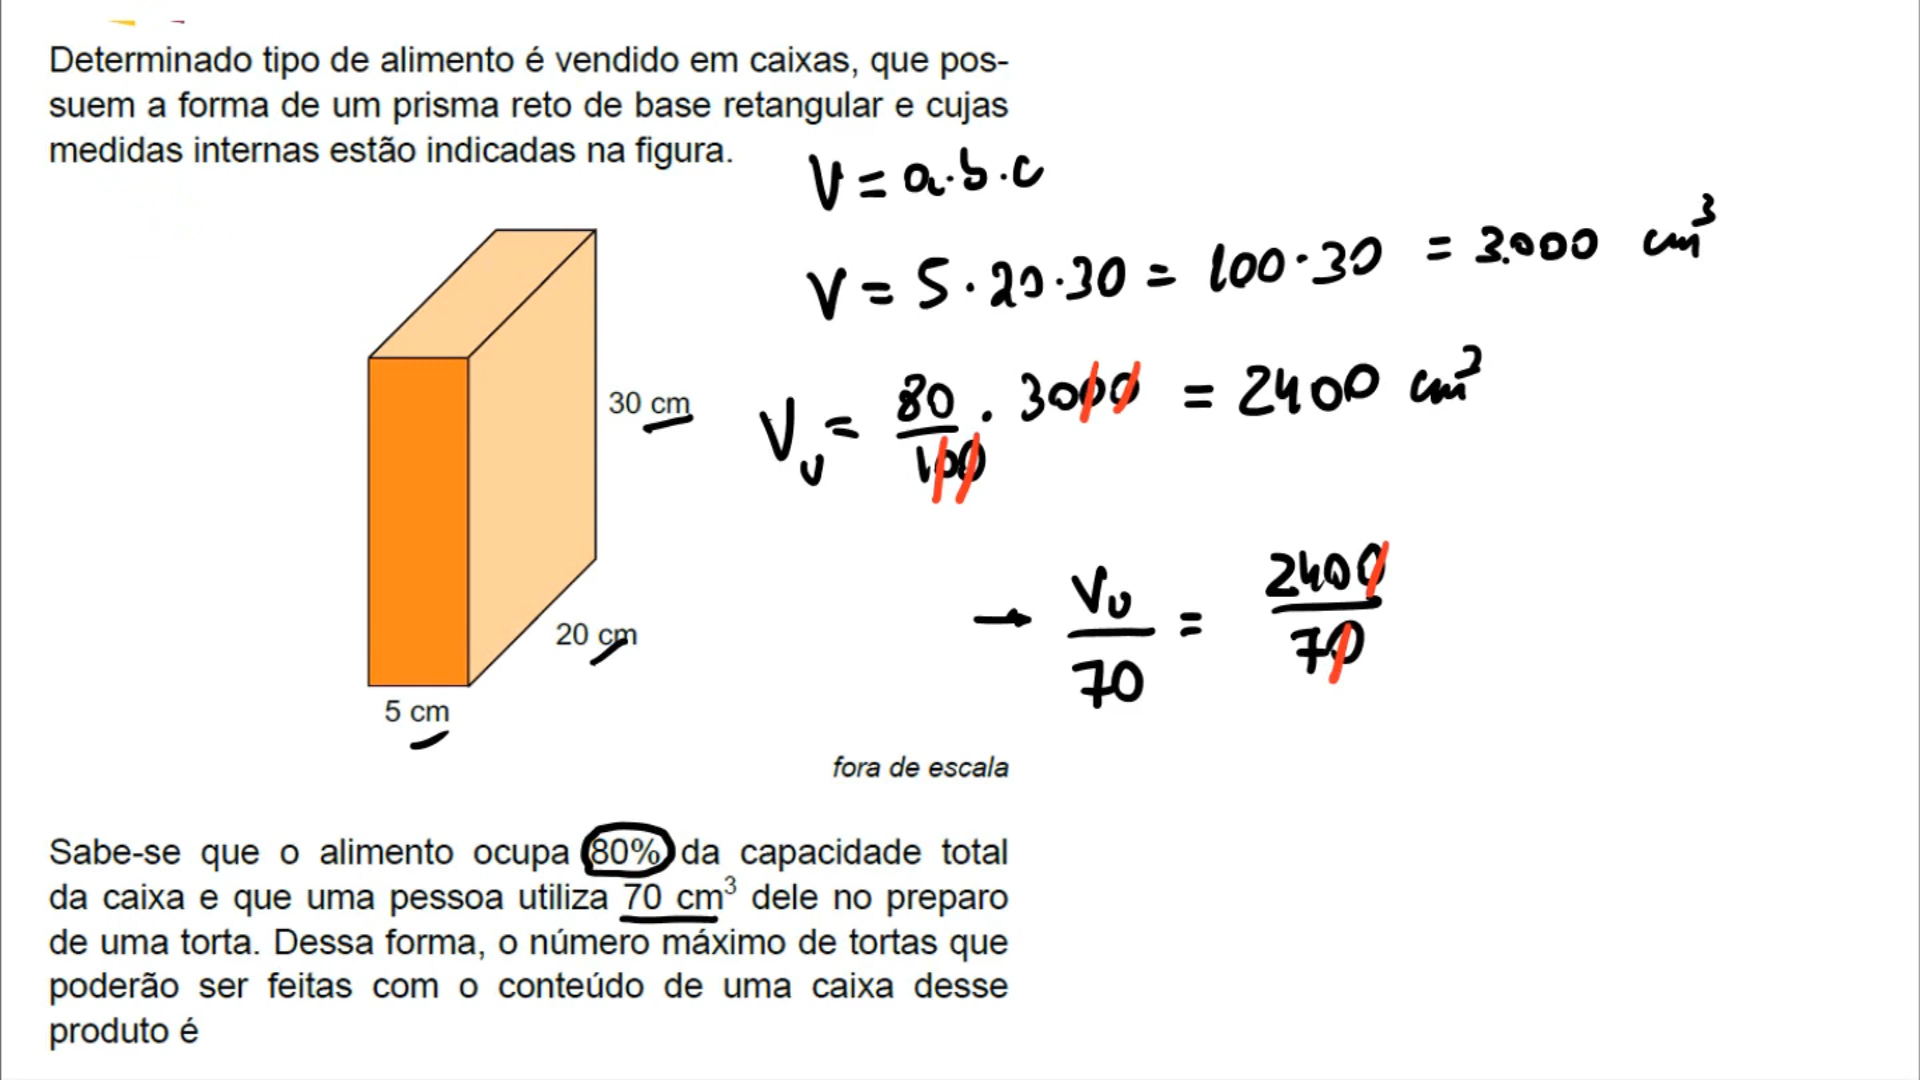 Determinado tipo de alimento é vendido em caixas, que pos-
suem a forma de um prisma reto de base retangular e cujas
medidas internas estão indicadas na figura.
V = a.b.c
V = 5 . 20 . 30 = 100 . 30 = 3.000 cm³
30 cm
Vu = 80/100 . 3000 = 2400 cm³
→ Vu/70 = 2400/70
20 cm
5 cm
fora de escala
Sabe-se que o alimento ocupa 80% da capacidade total
da caixa e que uma pessoa utiliza 70 cm³ dele no preparo
de uma torta. Dessa forma, o número máximo de tortas que
poderão ser feitas com o conteúdo de uma caixa desse
produto é